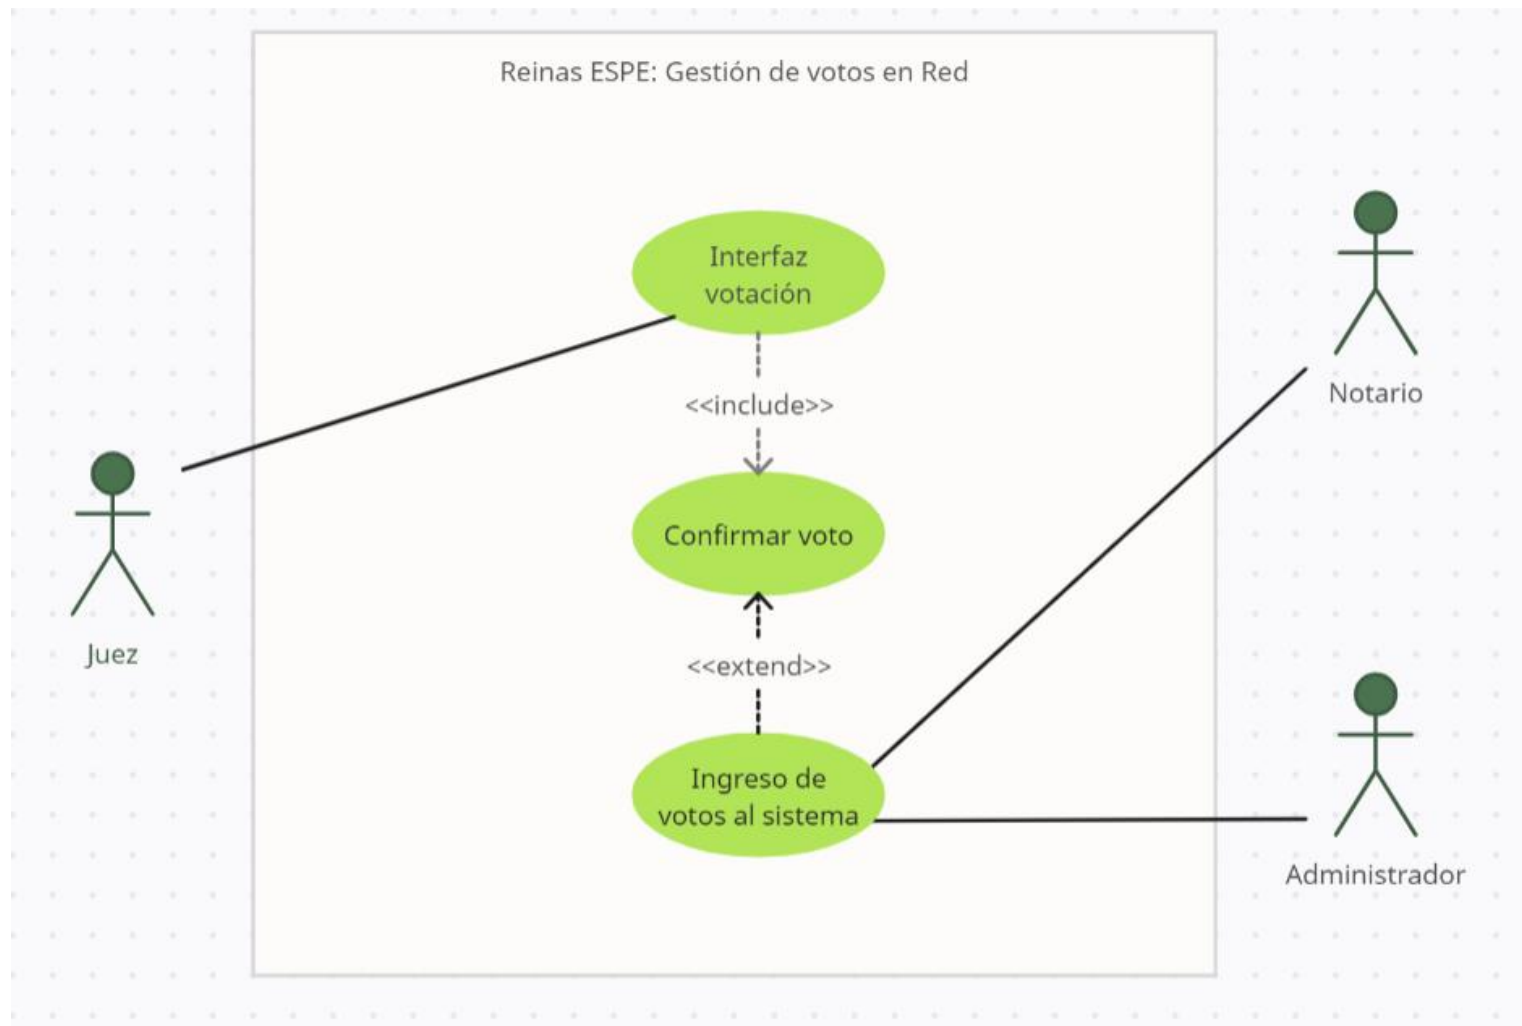 Reinas ESPE: Gestión de votos en Red
Interfaz
votación
<<include>>
Notario
Confirmar voto
Juez
<<extend>>
Ingreso de
votos al sistema
Administrador